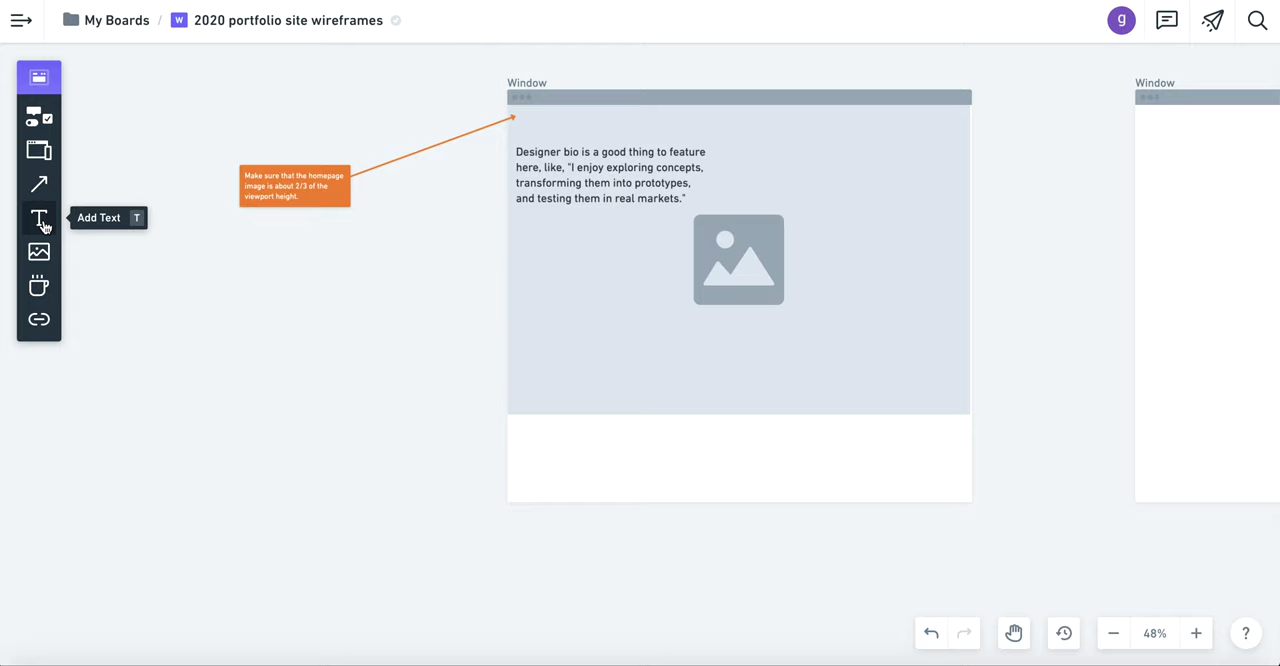 My Boards / W 2020 portfolio site wireframes
g
Window
Window
Make sure that the homepage
image is about 2/3 of the
viewport height.
Designer bio is a good thing to feature
here, like, "I enjoy exploring concepts,
transforming them into prototypes,
and testing them in real markets."
T
Add Text T
48%
?